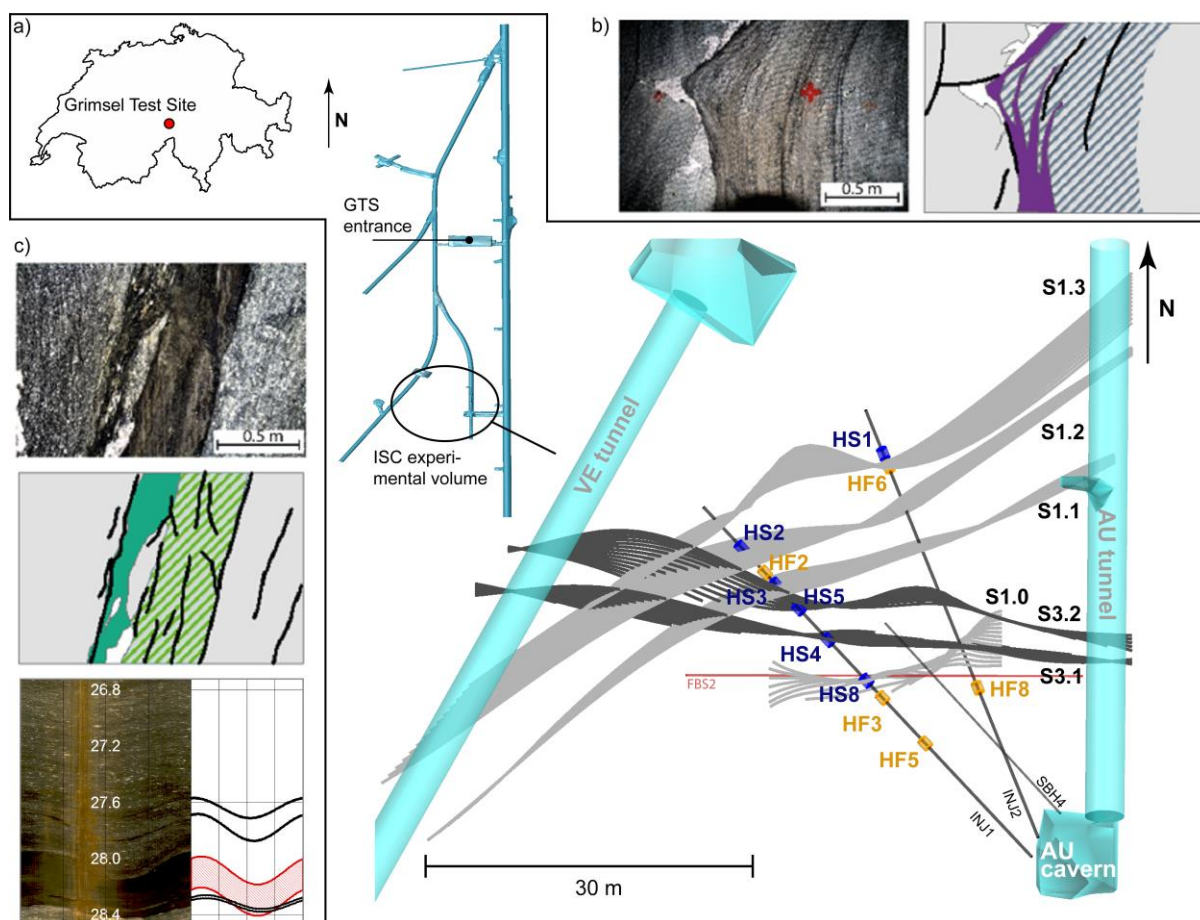 a)
Grimsel Test Site
N
GTS
entrance
ISC experi-
mental volume
b)
0.5 m
c)
0.5 m
26.8
27.2
27.6
28.0
28.4
VE tunnel
AU tunnel
N
S1.3
S1.2
S1.1
S1.0
S3.2
S3.1
HS1
HF6
HS2
HF2
HS3
HS5
HS4
HS8
HF3
HF5
HF8
FBS2
SBH4
INJ2
INJ1
AU
cavern
30 m